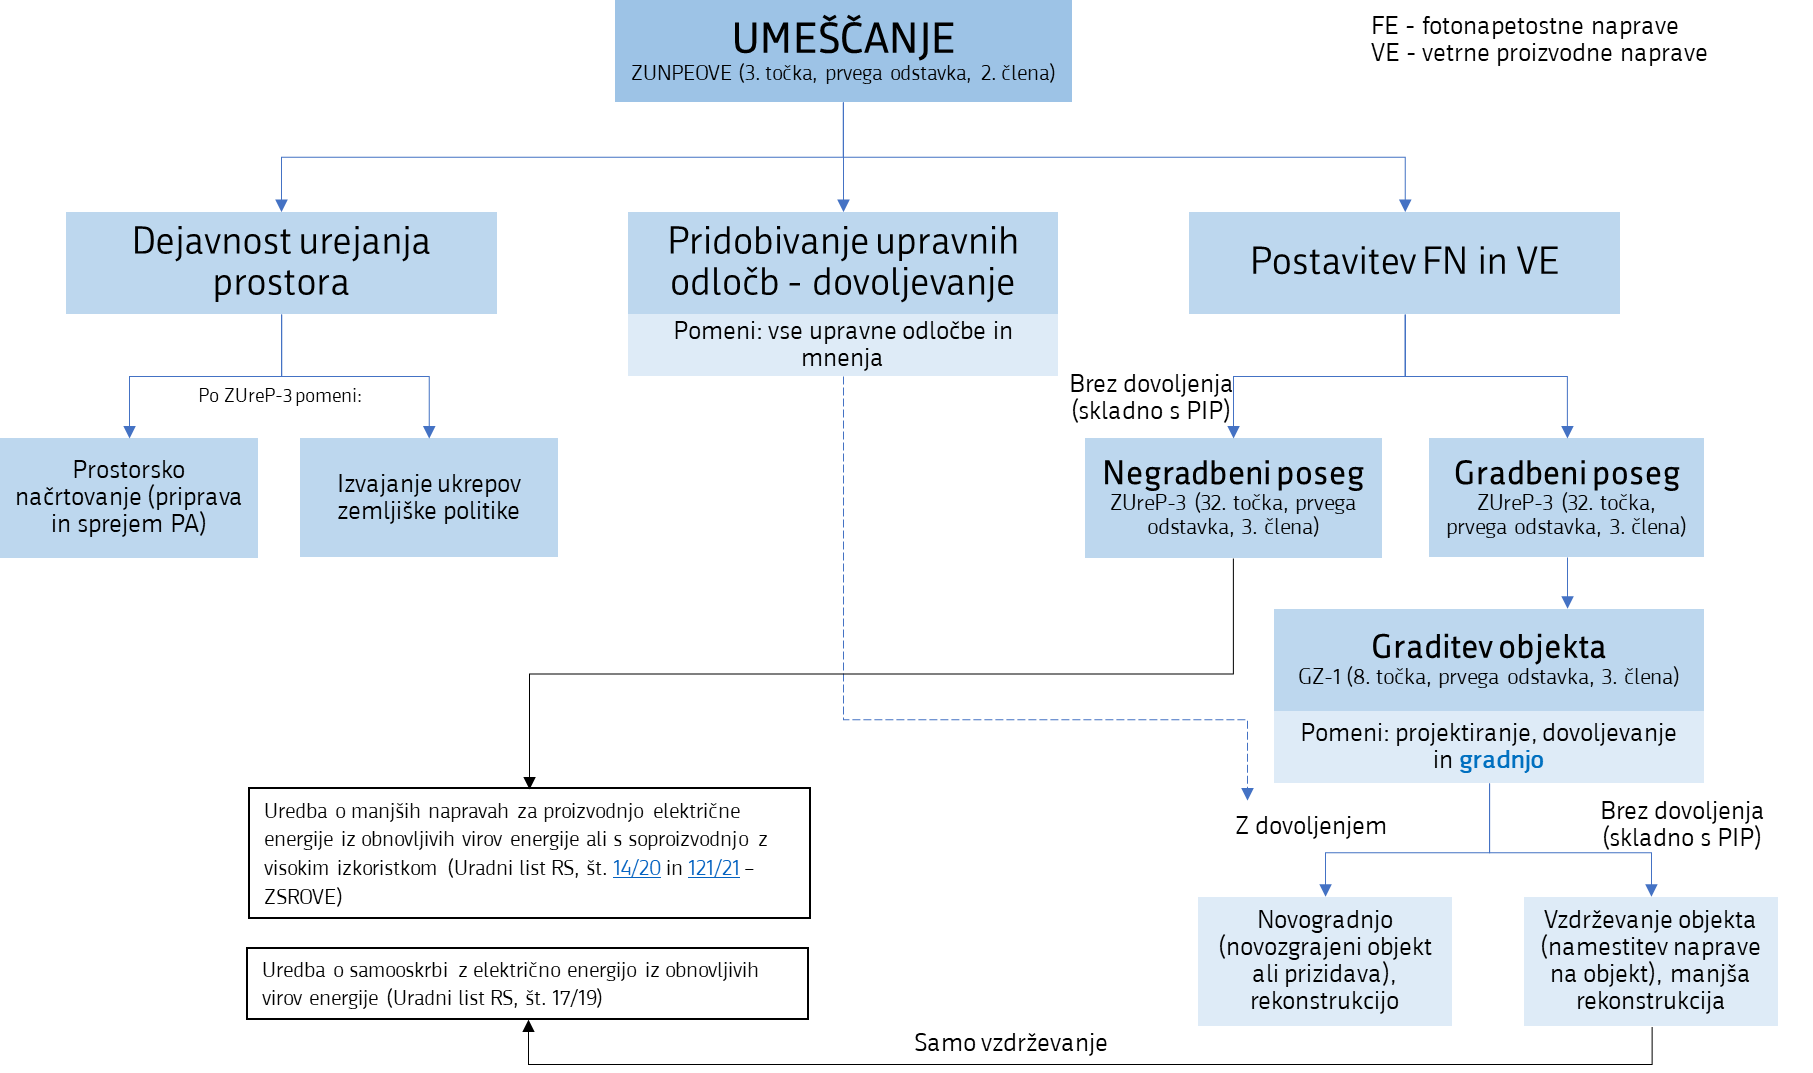 UMEŠČANJE
ZUNPEOVE (3. točka, prvega odstavka, 2. člena)
FE - fotonapetostne naprave
VE - vetrne proizvodne naprave
Dejavnost urejanja
prostora
Pridobivanje upravnih
odločb - dovoljevanje
Pomeni: vse upravne odločbe in
mnenja
Postavitev FN in VE
Po ZUreP-3 pomeni:
Brez dovoljenja
(skladno s PIP)
Prostorsko
načrtovanje (priprava
in sprejem PA)
Izvajanje ukrepov
zemljiške politike
Negradbeni poseg
ZUreP-3 (32. točka, prvega
odstavka, 3. člena)
Gradbeni poseg
ZUreP-3 (32. točka,
prvega odstavka, 3. člena)
Graditev objekta
GZ-1 (8. točka, prvega odstavka, 3. člena)
Pomeni: projektiranje, dovoljevanje
in gradnjo
Uredba o manjših napravah za proizvodnjo električne
energije iz obnovljivih virov energije ali s soproizvodnjo z
visokim izkoristkom (Uradni list RS, št. 14/20 in 121/21 –
ZSROVE)
Z dovoljenjem
Brez dovoljenja
(skladno s PIP)
Novogradnjo
(novozgrajeni objekt
ali prizidava),
rekonstrukcijo
Vzdrževanje objekta
(namestitev naprave
na objekt), manjša
rekonstrukcija
Uredba o samooskrbi z električno energijo iz obnovljivih
virov energije (Uradni list RS, št. 17/19)
Samo vzdrževanje